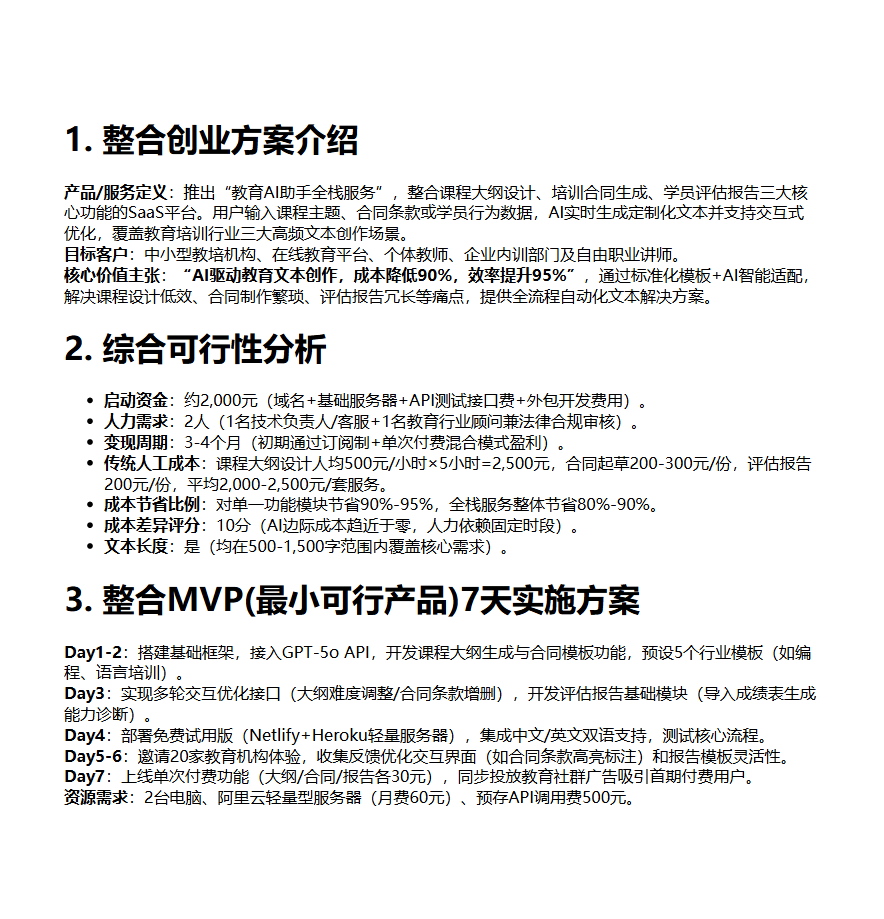 1. 整合创业方案介绍
产品/服务定义：推出“教育AI助手全栈服务”，整合课程大纲设计、培训合同生成、学员评估报告三大核
心功能的SaaS平台。用户输入课程主题、合同条款或学员行为数据，AI实时生成定制化文本并支持交互式
优化，覆盖教育培训行业三大高频文本创作场景。
目标客户：中小型教培机构、在线教育平台、个体教师、企业内训部门及自由职业讲师。
核心价值主张：“AI驱动教育文本创作，成本降低90%，效率提升95%”，通过标准化模板+AI智能适配，
解决课程设计低效、合同制作繁琐、评估报告冗长等痛点，提供全流程自动化文本解决方案。
2. 综合可行性分析
• 启动资金：约2,000元（域名+基础服务器+API测试接口费+外包开发费用）。
• 人力需求：2人（1名技术负责人/客服+1名教育行业顾问兼法律合规审核）。
• 变现周期：3-4个月（初期通过订阅制+单次付费混合模式盈利）。
• 传统人工成本：课程大纲设计人均500元/小时×5小时=2,500元，合同起草200-300元/份，评估报告
200元/份，平均2,000-2,500元/套服务。
• 成本节省比例：对单一功能模块节省90%-95%，全栈服务整体节省80%-90%。
• 成本差异评分：10分（AI边际成本趋近于零，人力依赖固定时段）。
• 文本长度：是（均在500-1,500字范围内覆盖核心需求）。
3. 整合MVP(最小可行产品)7天实施方案
Day1-2：搭建基础框架，接入GPT-5o API，开发课程大纲生成与合同模板功能，预设5个行业模板（如编
程、语言培训）。
Day3：实现多轮交互优化接口（大纲难度调整/合同条款增删），开发评估报告基础模块（导入成绩表生成
能力诊断）。
Day4：部署免费试用版（Netlify+Heroku轻量服务器），集成中文/英文双语支持，测试核心流程。
Day5-6：邀请20家教育机构体验，收集反馈优化交互界面（如合同条款高亮标注）和报告模板灵活性。
Day7：上线单次付费功能（大纲/合同/报告各30元），同步投放教育社群广告吸引首期付费用户。
资源需求：2台电脑、阿里云轻量型服务器（月费60元）、预存API调用费500元。